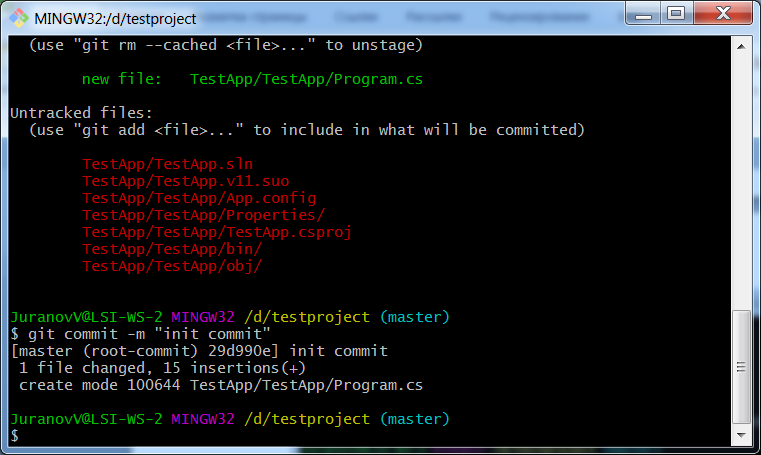 MINGW32:/d/testproject
(use "git rm --cached <file>..." to unstage)
new file:   TestApp/TestApp/Program.cs
Untracked files:
(use "git add <file>..." to include in what will be committed)
TestApp/TestApp.sln
TestApp/TestApp.v11.suo
TestApp/TestApp/App.config
TestApp/TestApp/Properties/
TestApp/TestApp/TestApp.csproj
TestApp/TestApp/bin/
TestApp/TestApp/obj/
JuranovV@LSI-WS-2 MINGW32 /d/testproject (master)
$ git commit -m "init commit"
[master (root-commit) 29d990e] init commit
1 file changed, 15 insertions(+)
create mode 100644 TestApp/TestApp/Program.cs
JuranovV@LSI-WS-2 MINGW32 /d/testproject (master)
$